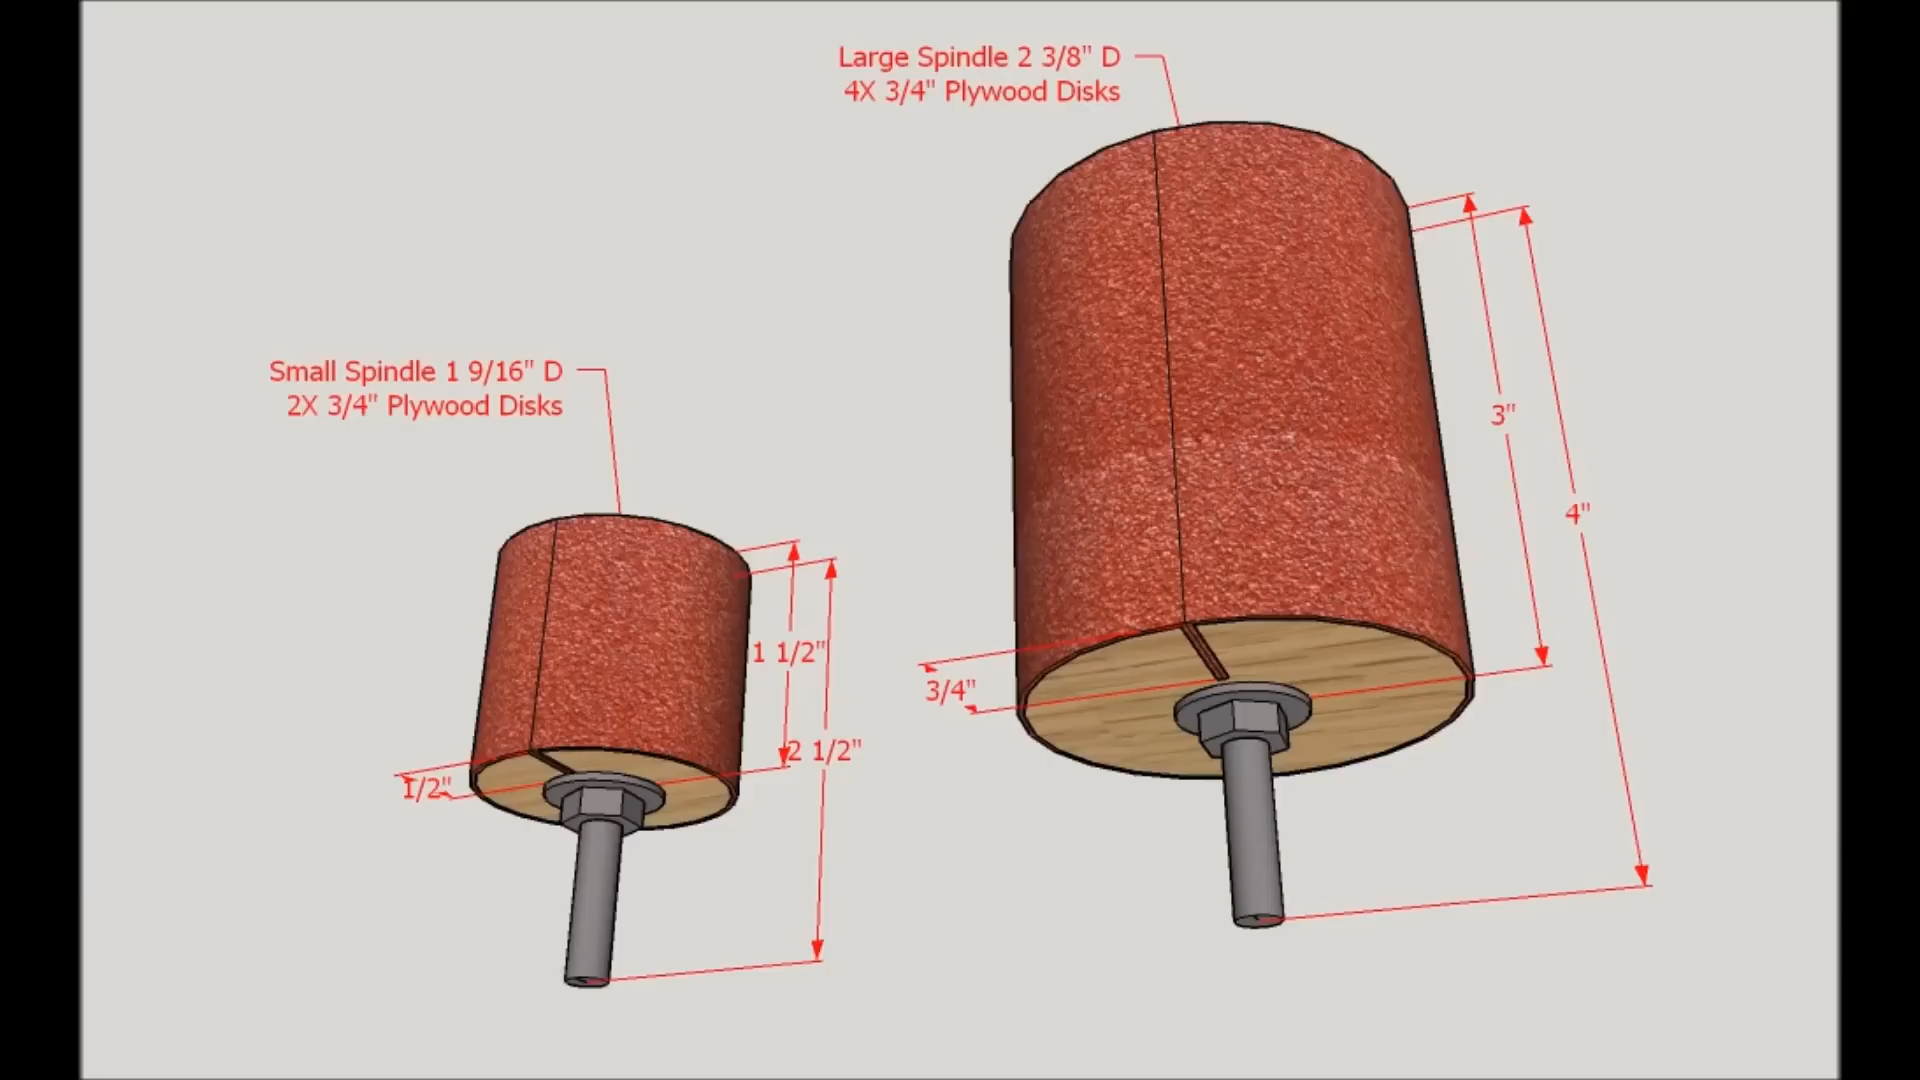 Large Spindle 2 3/8" D
4X 3/4" Plywood Disks
Small Spindle 1 9/16" D
2X 3/4" Plywood Disks
3"
4"
1 1/2"
3/4"
2 1/2"
1/2"